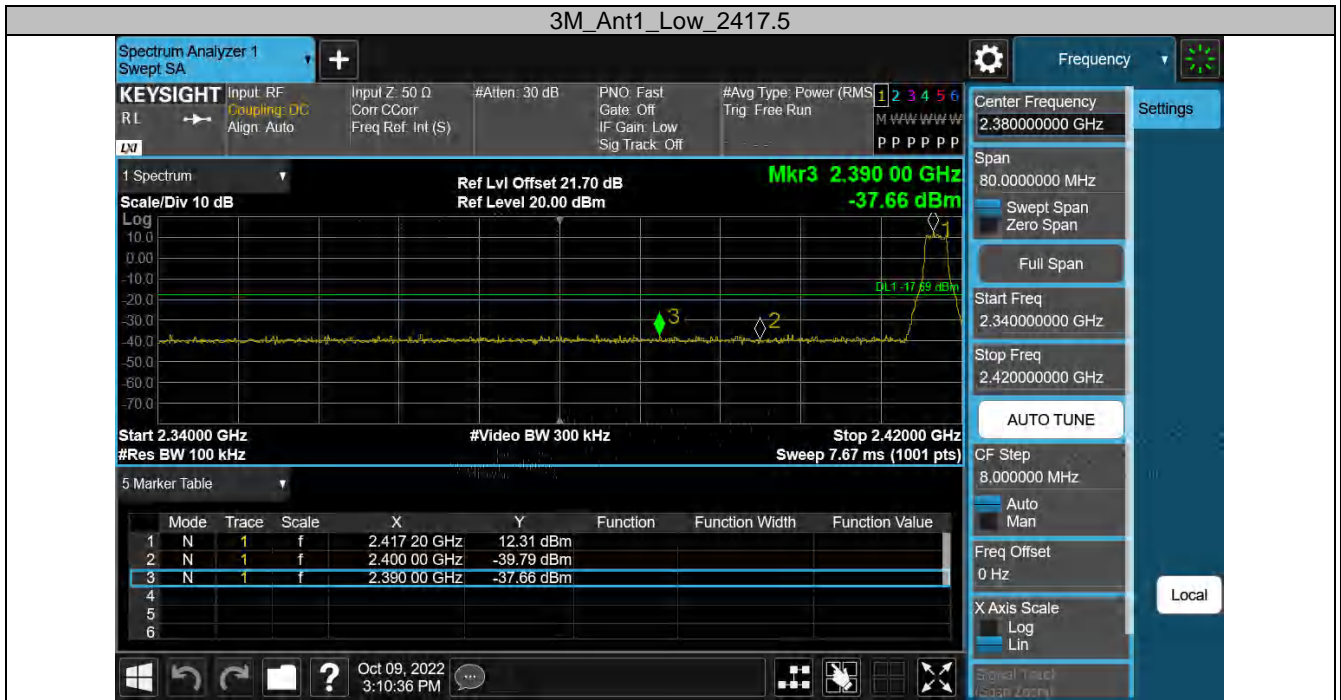 3M_Ant1_Low_2417.5
Spectrum Analyzer 1
Swept SA
+
Frequency
KEYSIGHT
R L
LXI
Input: RF
Coupling: DC
Align: Auto
Input Z: 50 Ω
Corr CCorr
Freq Ref: Int (S)
#Atten: 30 dB
PNO: Fast
Gate: Off
IF Gain: Low
Sig Track: Off
#Avg Type: Power (RMS
Trig: Free Run
1 2 3 4 5 6
M W W W W W
P P P P P P
1 Spectrum
Scale/Div 10 dB
Ref Lvl Offset 21.70 dB
Ref Level 20.00 dBm
Mkr3 2.390 00 GHz
-37.66 dBm
Log
10.0
0.00
-10.0
-20.0
-30.0
-40.0
-50.0
-60.0
-70.0
1
DL1 -17.69 dBm
3
2
Start 2.34000 GHz
#Res BW 100 kHz
#Video BW 300 kHz
Stop 2.42000 GHz
Sweep 7.67 ms (1001 pts)
5 Marker Table
Mode Trace Scale X Y Function Function Width Function Value
1 N 1 f 2.417 20 GHz 12.31 dBm
2 N 1 f 2.400 00 GHz -39.79 dBm
3 N 1 f 2.390 00 GHz -37.66 dBm
4
5
6
?
Oct 09, 2022
3:10:36 PM
Center Frequency
2.380000000 GHz
Settings
Span
80.0000000 MHz
Swept Span
Zero Span
Full Span
Start Freq
2.340000000 GHz
Stop Freq
2.420000000 GHz
AUTO TUNE
CF Step
8.000000 MHz
Auto
Man
Freq Offset
0 Hz
X Axis Scale
Log
Lin
Local
Signal Track
(Span Zoom)